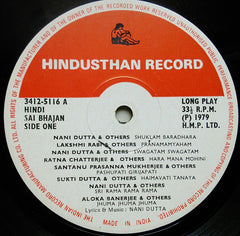 HINDUSTHAN RECORD
3412-5116 A
HINDI
SAI BHAJAN
SIDE ONE
LONG PLAY
33⅓ R.P.M.
(P) 1979
H.M.P. LTD.
NANI DUTTA & OTHERS : SHUKLAM BARADHARA
LAKSHMI RABI & OTHERS : PRANAMAMYAHAM
NANI DUTTA & OTHERS : SWAGATAM SWAGATAM
RATNA CHATTERJEE & OTHERS : HARA MANA MOHINI
SANTANU PRASANNA MUKHERJEE & OTHERS :
PASHUPATI GIRIPATI
SUKTI DUTTA & OTHERS : HAIMAVATI TANAYA
NANI DUTTA & OTHERS :
SRI RAMA RAMA RAMA
ALOKA BANERJEE & OTHERS :
JHUMA JHUMA JHUMA
Lyrics & Music : NANI DUTTA
MADE IN INDIA